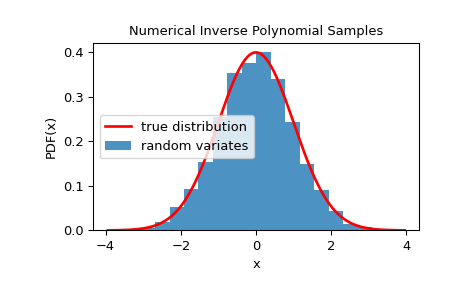 Numerical Inverse Polynomial Samples
PDF(x)
0.4
0.3
0.2
0.1
0.0
true distribution
random variates
−4
−2
0
2
4
x